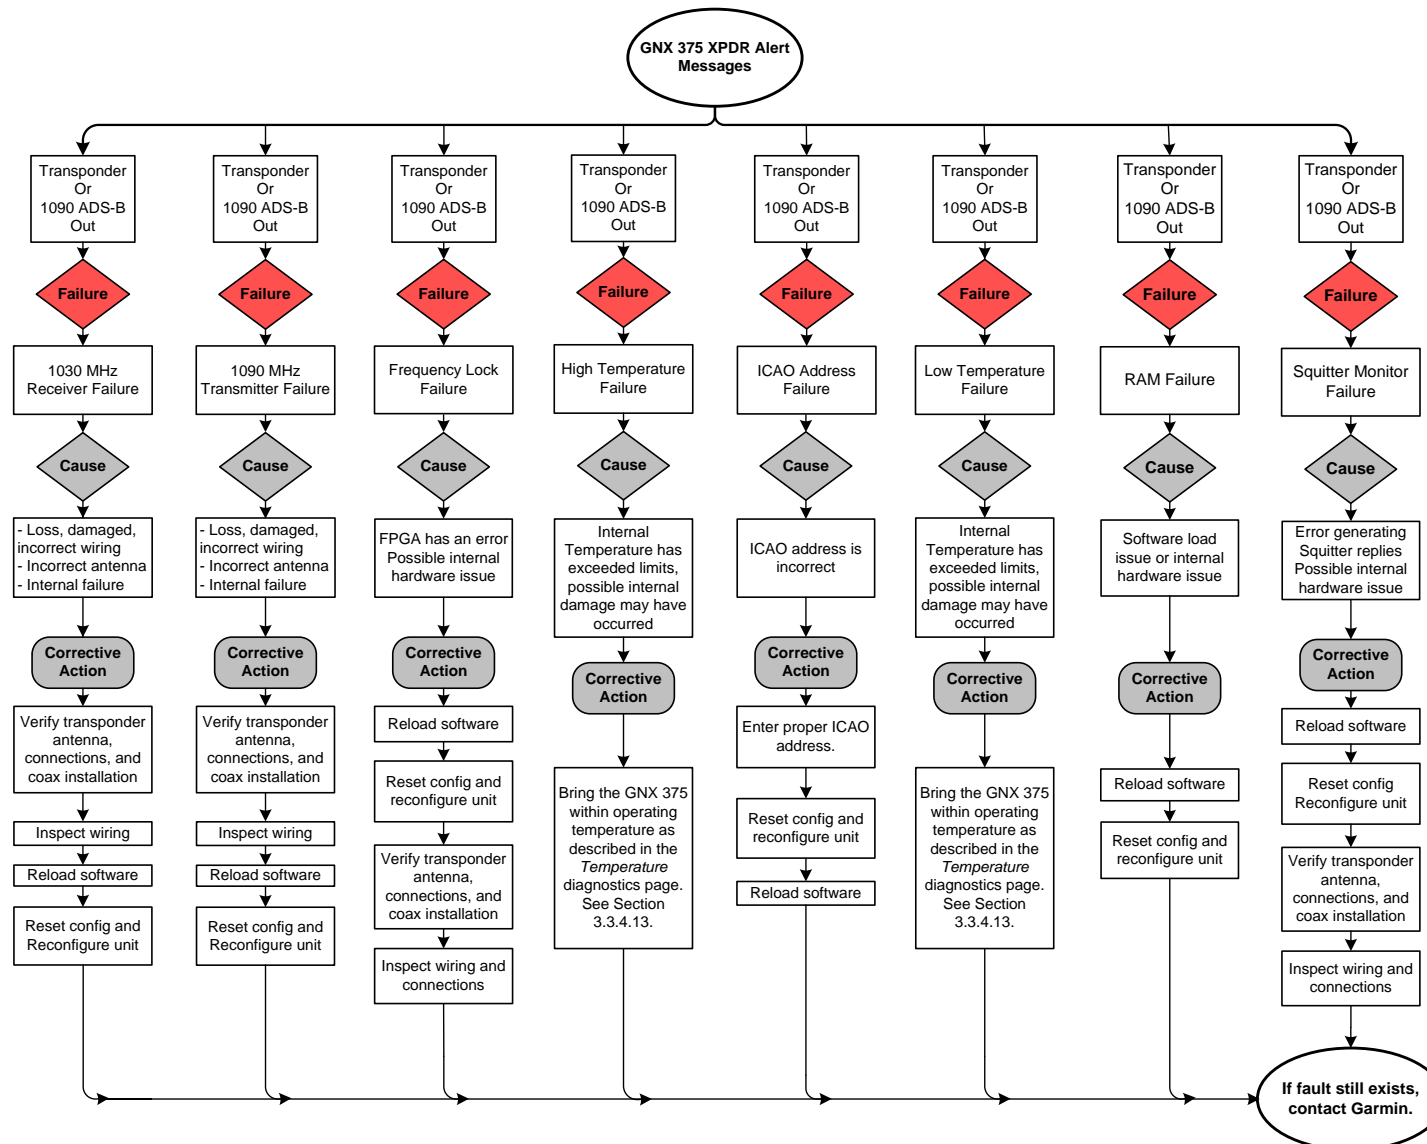 GNX 375 XPDR Alert
Messages
Transponder
Or
1090 ADS-B
Out
Failure
1030 MHz
Receiver Failure
Cause
- Loss, damaged,
incorrect wiring
- Incorrect antenna
- Internal failure
Corrective
Action
Verify transponder
antenna,
connections, and
coax installation
Inspect wiring
Reload software
Reset config and
Reconfigure unit
Transponder
Or
1090 ADS-B
Out
Failure
1090 MHz
Transmitter Failure
Cause
- Loss, damaged,
incorrect wiring
- Incorrect antenna
- Internal failure
Corrective
Action
Verify transponder
antenna,
connections, and
coax installation
Inspect wiring
Reload software
Reset config and
Reconfigure unit
Transponder
Or
1090 ADS-B
Out
Failure
Frequency Lock
Failure
Cause
FPGA has an error
Possible internal
hardware issue
Corrective
Action
Reload software
Reset config and
reconfigure unit
Verify transponder
antenna,
connections, and
coax installation
Inspect wiring and
connections
Transponder
Or
1090 ADS-B
Out
Failure
High Temperature
Failure
Cause
Internal
Temperature has
exceeded limits,
possible internal
damage may have
occurred
Corrective
Action
Bring the GNX 375
within operating
temperature as
described in the
Temperature
diagnostics page.
See Section
3.3.4.13.
Transponder
Or
1090 ADS-B
Out
Failure
ICAO Address
Failure
Cause
ICAO address is
incorrect
Corrective
Action
Enter proper ICAO
address.
Reset config and
reconfigure unit
Reload software
Transponder
Or
1090 ADS-B
Out
Failure
Low Temperature
Failure
Cause
Internal
Temperature has
exceeded limits,
possible internal
damage may have
occurred
Corrective
Action
Bring the GNX 375
within operating
temperature as
described in the
Temperature
diagnostics page.
See Section
3.3.4.13.
Transponder
Or
1090 ADS-B
Out
Failure
RAM Failure
Cause
Software load
issue or internal
hardware issue
Corrective
Action
Reload software
Reset config and
reconfigure unit
Transponder
Or
1090 ADS-B
Out
Failure
Squitter Monitor
Failure
Cause
Error generating
Squitter replies
Possible internal
hardware issue
Corrective
Action
Reload software
Reset config
Reconfigure unit
Verify transponder
antenna,
connections, and
coax installation
Inspect wiring and
connections
If fault still exists,
contact Garmin.